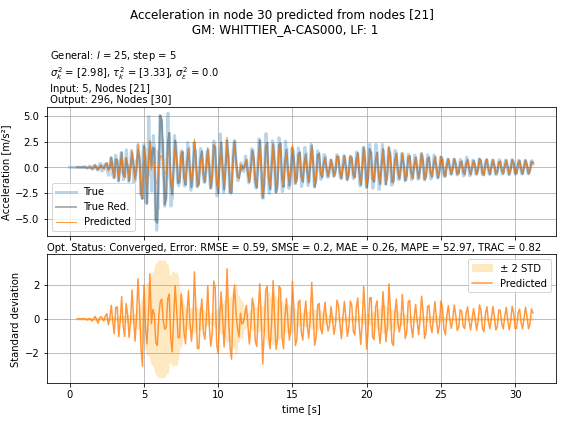 Acceleration in node 30 predicted from nodes [21]
GM: WHITTIER_A-CAS000, LF: 1
General: l = 25, step = 5
σ²ₖ = [2.98], τ²ₖ = [3.33], σ²ε = 0.0
Input: 5, Nodes [21]
Output: 296, Nodes [30]
Acceleration [m/s²]
5.0
2.5
0.0
−2.5
−5.0
True
True Red.
Predicted
Opt. Status: Converged, Error: RMSE = 0.59, SMSE = 0.2, MAE = 0.26, MAPE = 52.97, TRAC = 0.82
Standard deviation
2
0
−2
± 2 STD
Predicted
0 5 10 15 20 25 30
time [s]